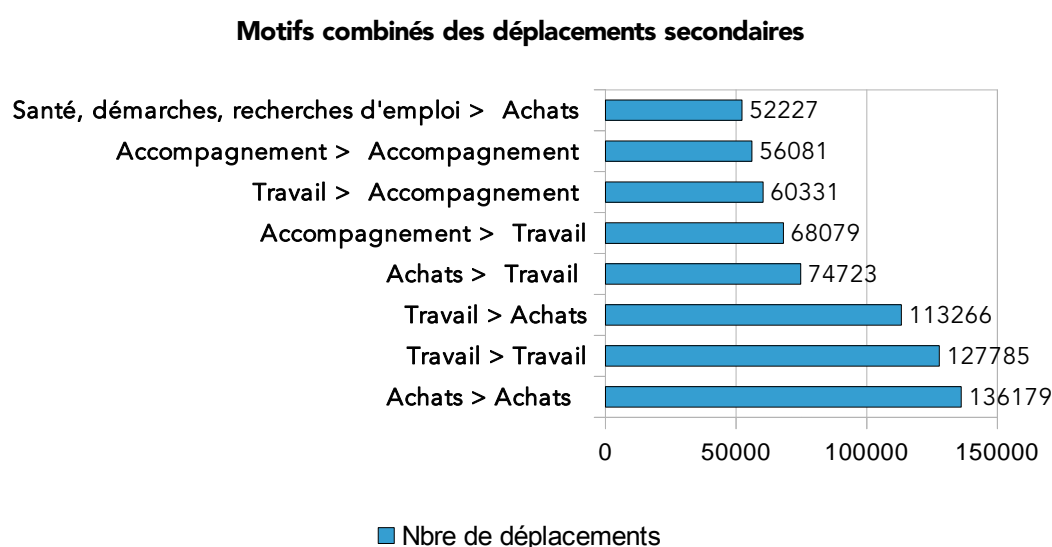 Motifs combinés des déplacements secondaires
Santé, démarches, recherches d'emploi > Achats 52227
Accompagnement > Accompagnement 56081
Travail > Accompagnement 60331
Accompagnement > Travail 68079
Achats > Travail 74723
Travail > Achats 113266
Travail > Travail 127785
Achats > Achats 136179
0 50000 100000 150000
Nbre de déplacements